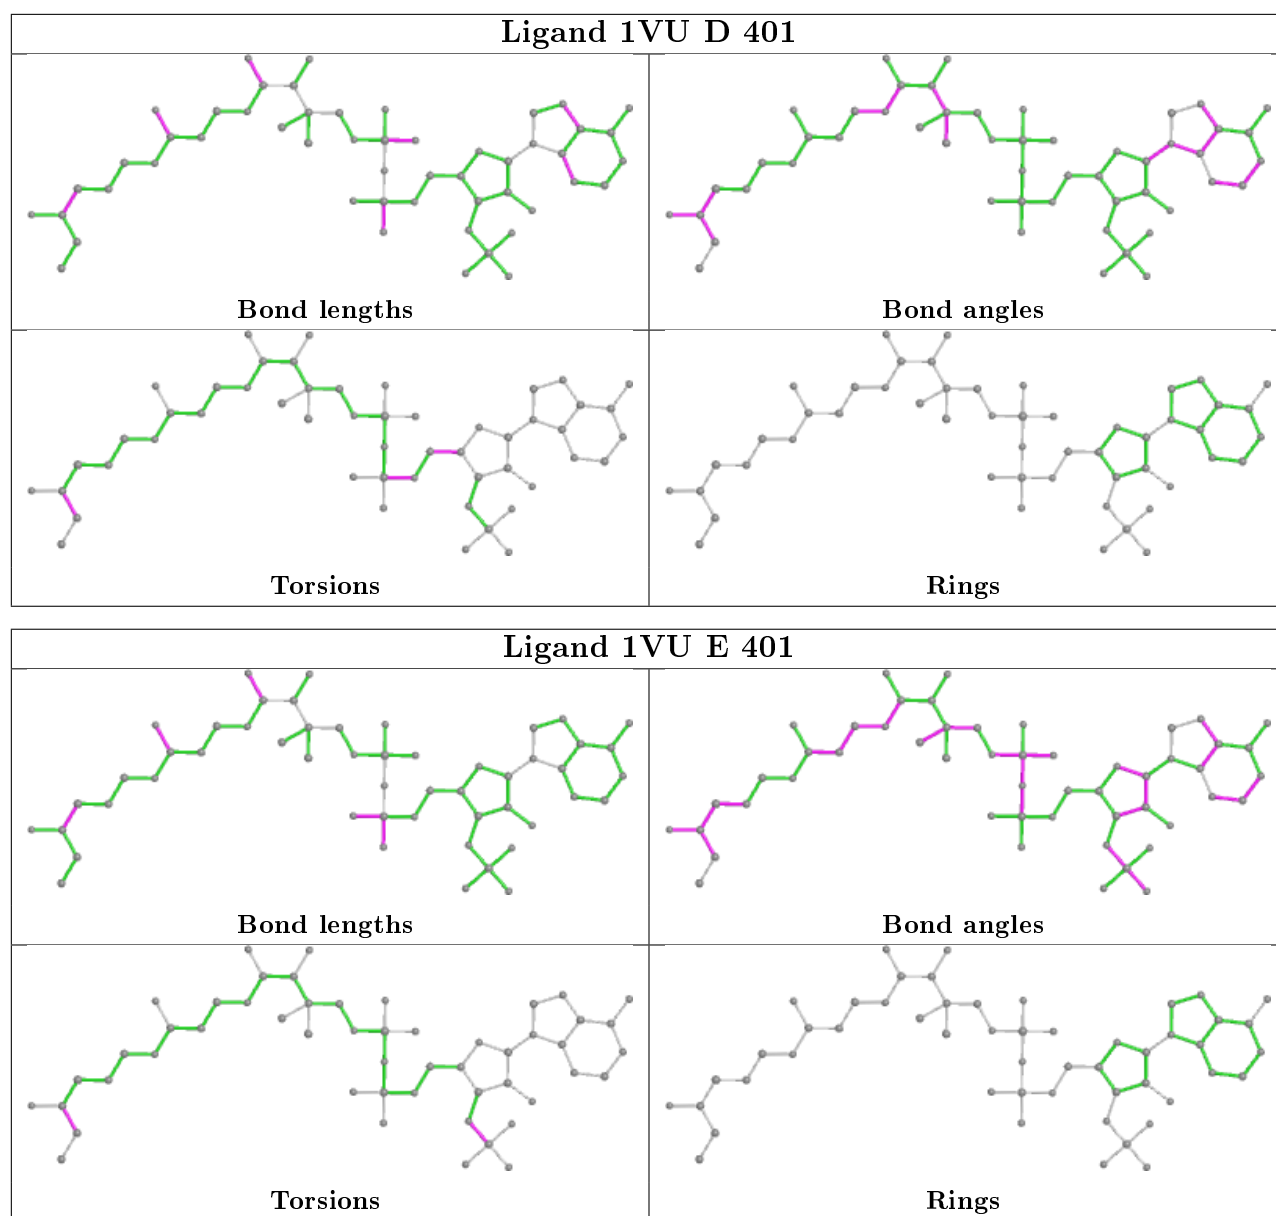 Ligand 1VU D 401
Bond lengths
Bond angles
Torsions
Rings
Ligand 1VU E 401
Bond lengths
Bond angles
Torsions
Rings